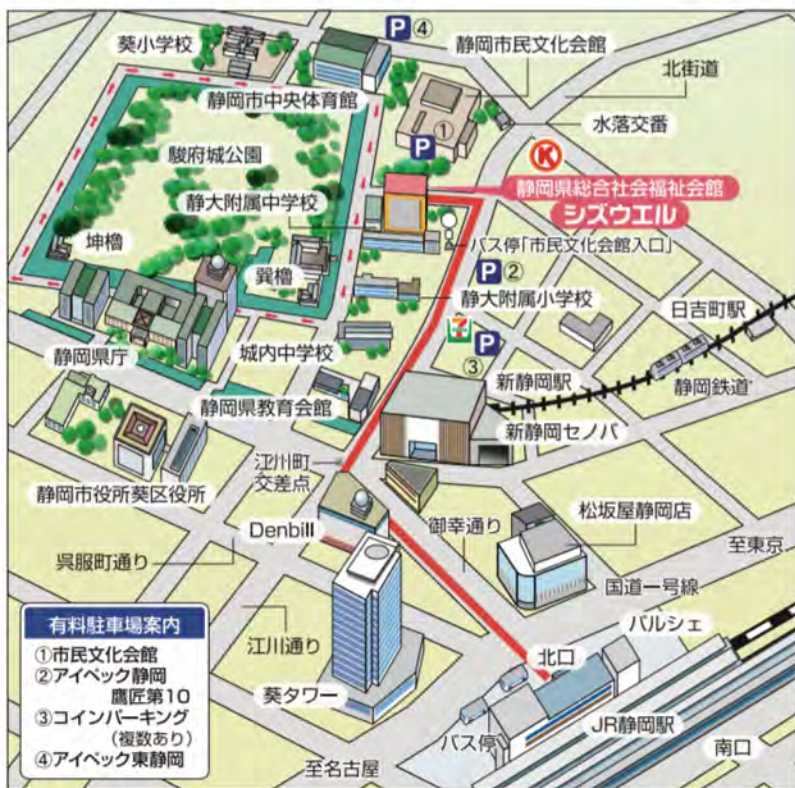 葵小学校
P④
静岡市民文化会館
北街道
静岡市中央体育館
水落交番
P①
K
駿府城公園
静岡県総合社会福祉会館
シズウエル
静大附属中学校
坤櫓
バス停「市民文化会館入口」
巽櫓
P②
静大附属小学校
日吉町駅
7
P
③
城内中学校
静岡県庁
新静岡駅
静岡鉄道
静岡県教育会館
新静岡セノバ
江川町
交差点
静岡市役所葵区役所
松坂屋静岡店
Denbill
御幸通り
至東京
呉服町通り
国道一号線
パルシェ
有料駐車場案内
①市民文化会館
②アイペック静岡
鷹匠第10
③コインパーキング
(複数あり)
④アイペック東静岡
江川通り
北口
葵タワー
JR静岡駅
バス停
南口
至名古屋